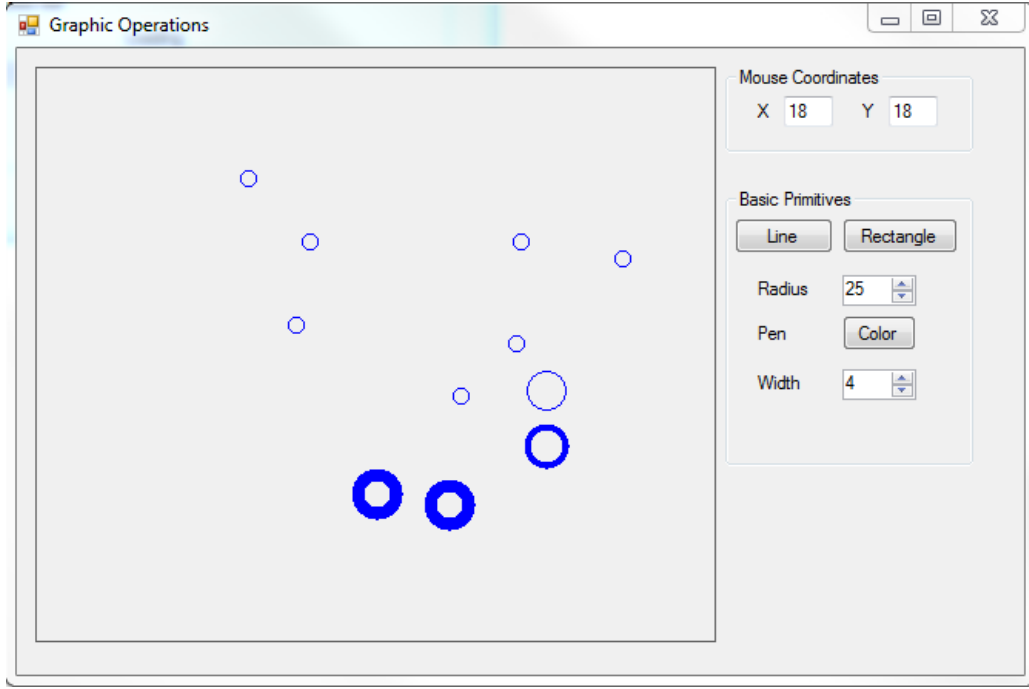 Graphic Operations
Mouse Coordinates
X 18 Y 18
Basic Primitives
Line Rectangle
Radius 25
Pen Color
Width 4